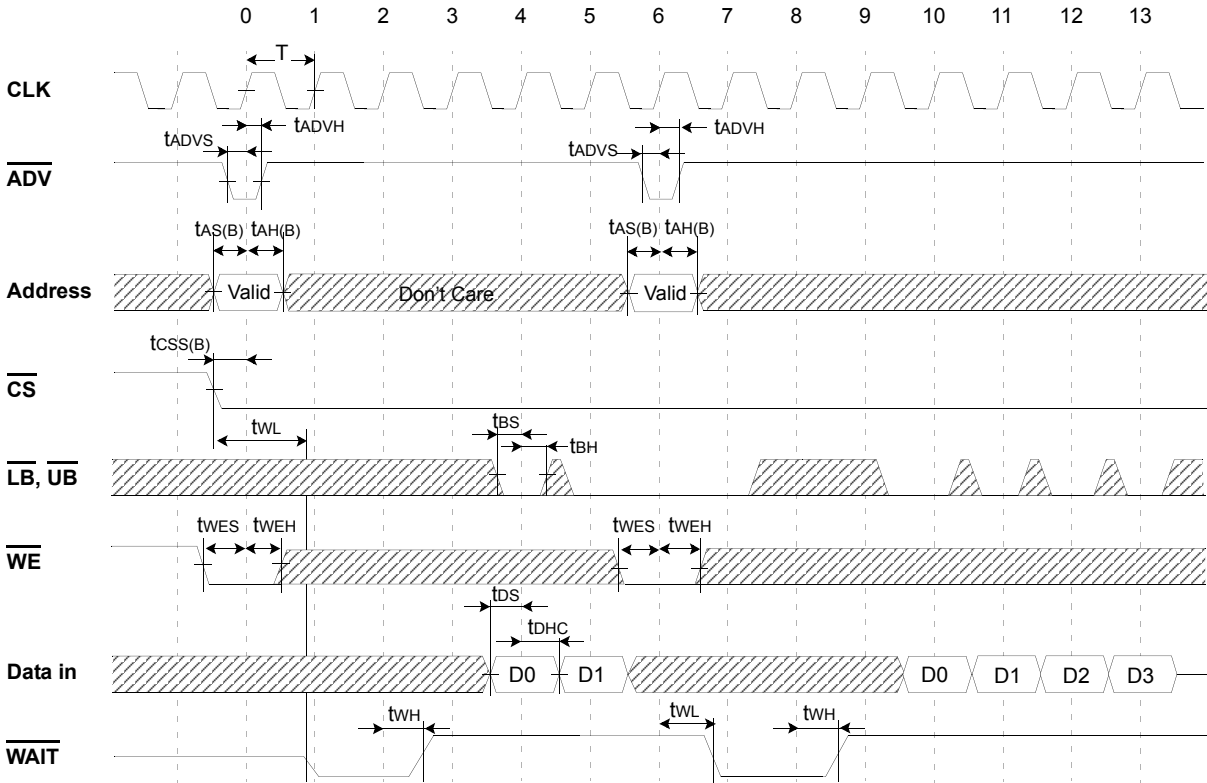 0 1 2 3 4 5 6 7 8 9 10 11 12 13
T
CLK
tADVH
tADVH
tADVS
tADVS
ADV
tAS(B) tAH(B)
tAS(B) tAH(B)
Address
Valid
Don't Care
Valid
tCSS(B)
CS
tWL
tBS
tBH
LB, UB
tWES tWEH
tWES tWEH
WE
tDS
tDHC
Data in
D0 D1
D0 D1 D2 D3
tWH
tWL
tWH
WAIT